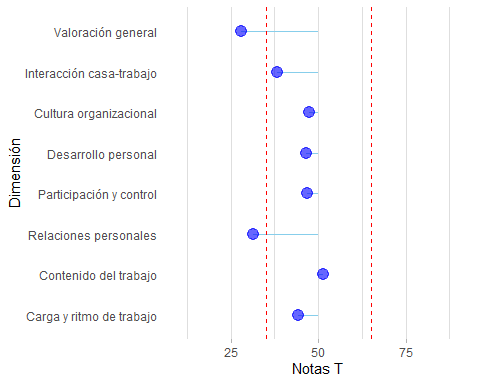 Valoración general
Interacción casa-trabajo
Cultura organizacional
Desarrollo personal
Participación y control
Relaciones personales
Contenido del trabajo
Carga y ritmo de trabajo
Dimensión
25 50 75
Notas T